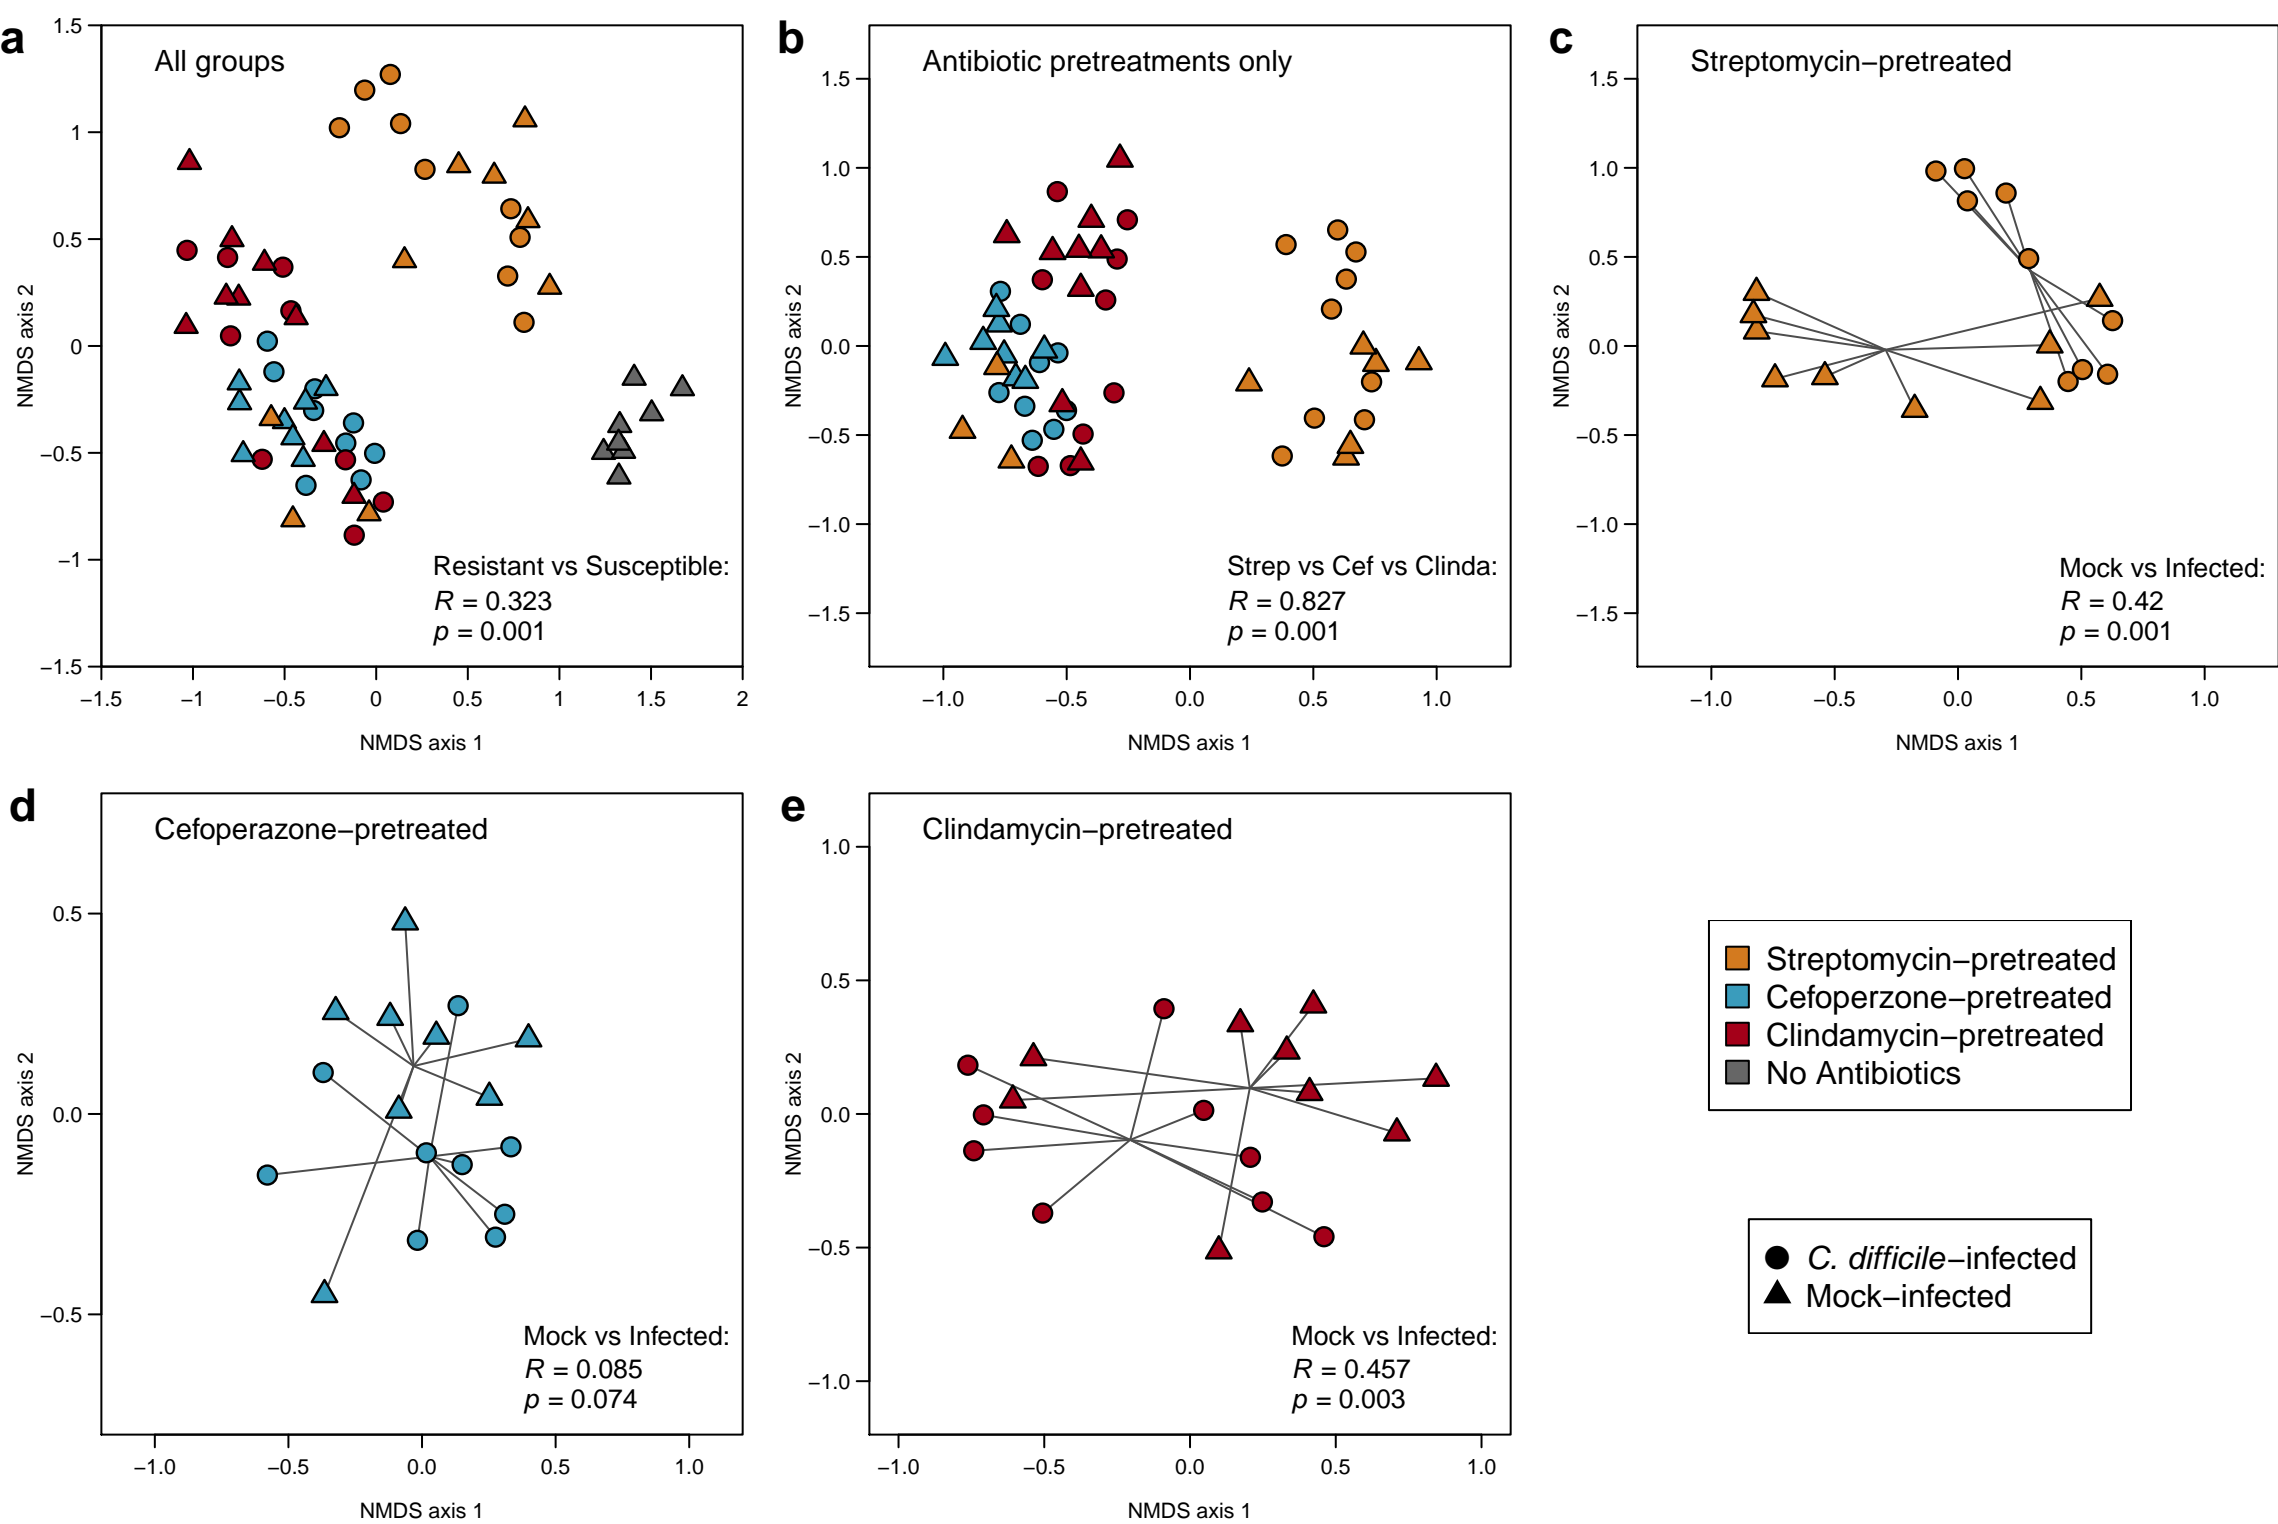 a
All groups
1.5
1
0.5
0
−0.5
−1
−1.5
NMDS axis 2
Resistant vs Susceptible:
R = 0.323
p = 0.001
−1.5 −1 −0.5 0 0.5 1 1.5 2
NMDS axis 1
b
Antibiotic pretreatments only
1.5
1.0
0.5
0.0
−0.5
−1.0
−1.5
NMDS axis 2
Strep vs Cef vs Clinda:
R = 0.827
p = 0.001
−1.0 −0.5 0.0 0.5 1.0
NMDS axis 1
c
Streptomycin−pretreated
1.5
1.0
0.5
0.0
−0.5
−1.0
−1.5
NMDS axis 2
Mock vs Infected:
R = 0.42
p = 0.001
−1.0 −0.5 0.0 0.5 1.0
NMDS axis 1
d
Cefoperazone−pretreated
0.5
0.0
−0.5
NMDS axis 2
Mock vs Infected:
R = 0.085
p = 0.074
−1.0 −0.5 0.0 0.5 1.0
NMDS axis 1
e
Clindamycin−pretreated
1.0
0.5
0.0
−0.5
−1.0
NMDS axis 2
Mock vs Infected:
R = 0.457
p = 0.003
−1.0 −0.5 0.0 0.5 1.0
NMDS axis 1
Streptomycin−pretreated
Cefoperzone−pretreated
Clindamycin−pretreated
No Antibiotics
C. difficile−infected
Mock−infected